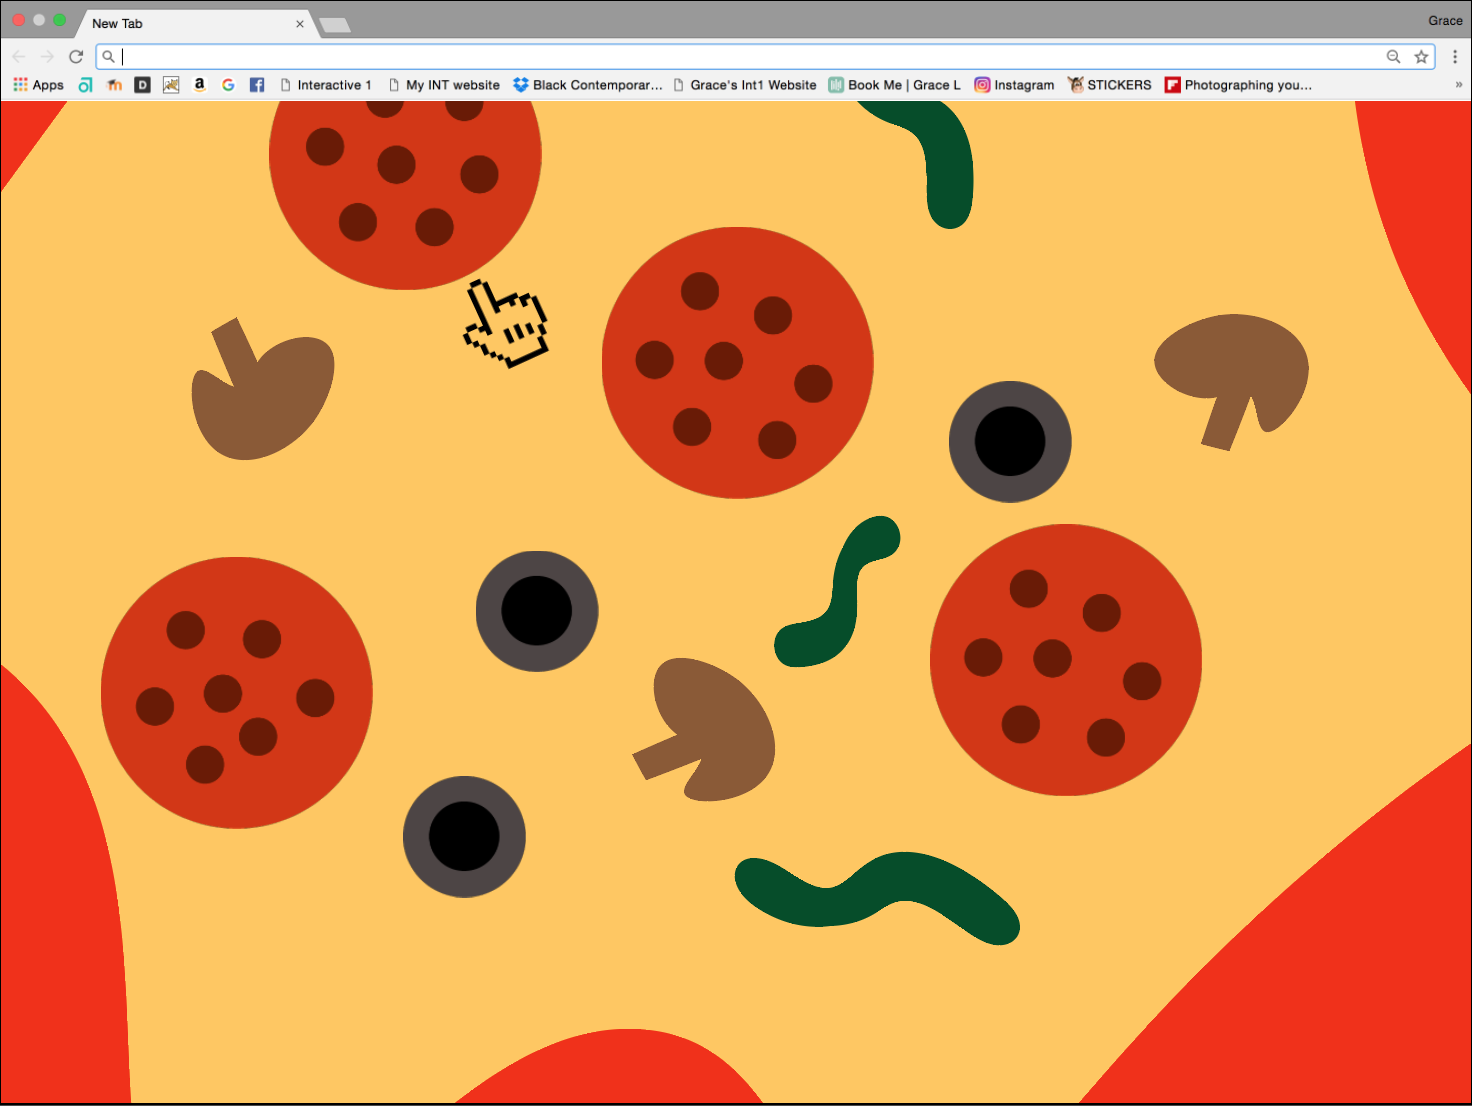 New Tab
Grace
Apps
Interactive 1
My INT website
Black Contemporar...
Grace's Int1 Website
Book Me | Grace L
Instagram
STICKERS
Photographing you...
»